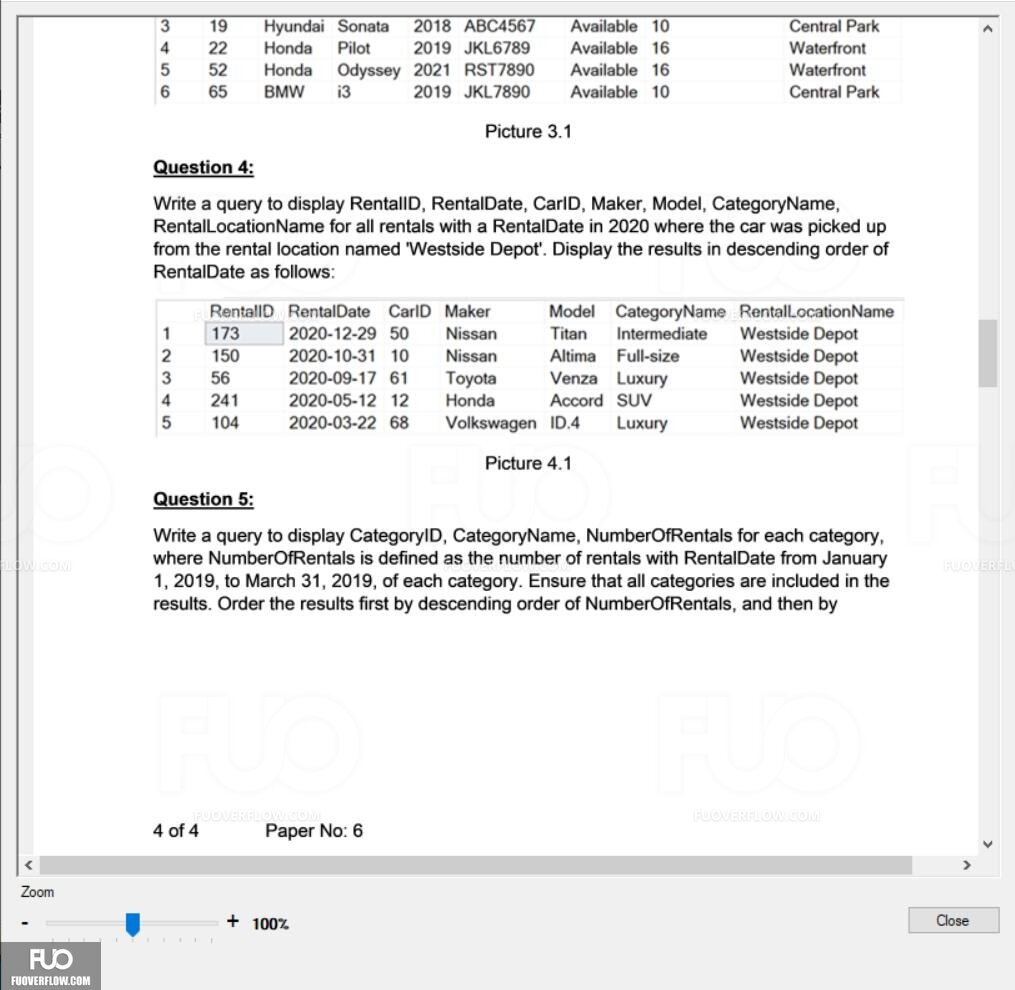 3 19 Hyundai Sonata 2018 ABC4567 Available 10 Central Park
4 22 Honda Pilot 2019 JKL6789 Available 16 Waterfront
5 52 Honda Odyssey 2021 RST7890 Available 16 Waterfront
6 65 BMW i3 2019 JKL7890 Available 10 Central Park
Picture 3.1
Question 4:
Write a query to display RentalID, RentalDate, CarID, Maker, Model, CategoryName,
RentalLocationName for all rentals with a RentalDate in 2020 where the car was picked up
from the rental location named 'Westside Depot'. Display the results in descending order of
RentalDate as follows:
RentalID RentalDate CarID Maker Model CategoryName RentalLocationName
1 173 2020-12-29 50 Nissan Titan Intermediate Westside Depot
2 150 2020-10-31 10 Nissan Altima Full-size Westside Depot
3 56 2020-09-17 61 Toyota Venza Luxury Westside Depot
4 241 2020-05-12 12 Honda Accord SUV Westside Depot
5 104 2020-03-22 68 Volkswagen ID.4 Luxury Westside Depot
Picture 4.1
FUO
Question 5:
Write a query to display CategoryID, CategoryName, NumberOfRentals for each category,
where NumberOfRentals is defined as the number of rentals with RentalDate from January
1, 2019, to March 31, 2019, of each category. Ensure that all categories are included in the
results. Order the results first by descending order of NumberOfRentals, and then by
FUO FUO
FUOVERFLOW.COM FUOVERFLOW.COM
4 of 4 Paper No: 6
Zoom
- + 100%
Close
FUO
FUOVERFLOW.COM